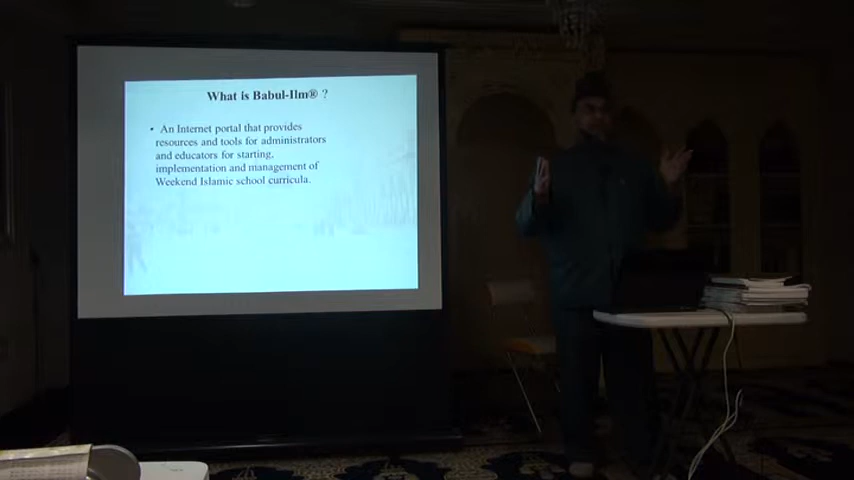 What is Babul-Ilm® ?
• An Internet portal that provides
resources and tools for administrators
and educators for starting,
implementation and management of
Weekend Islamic school curricula.